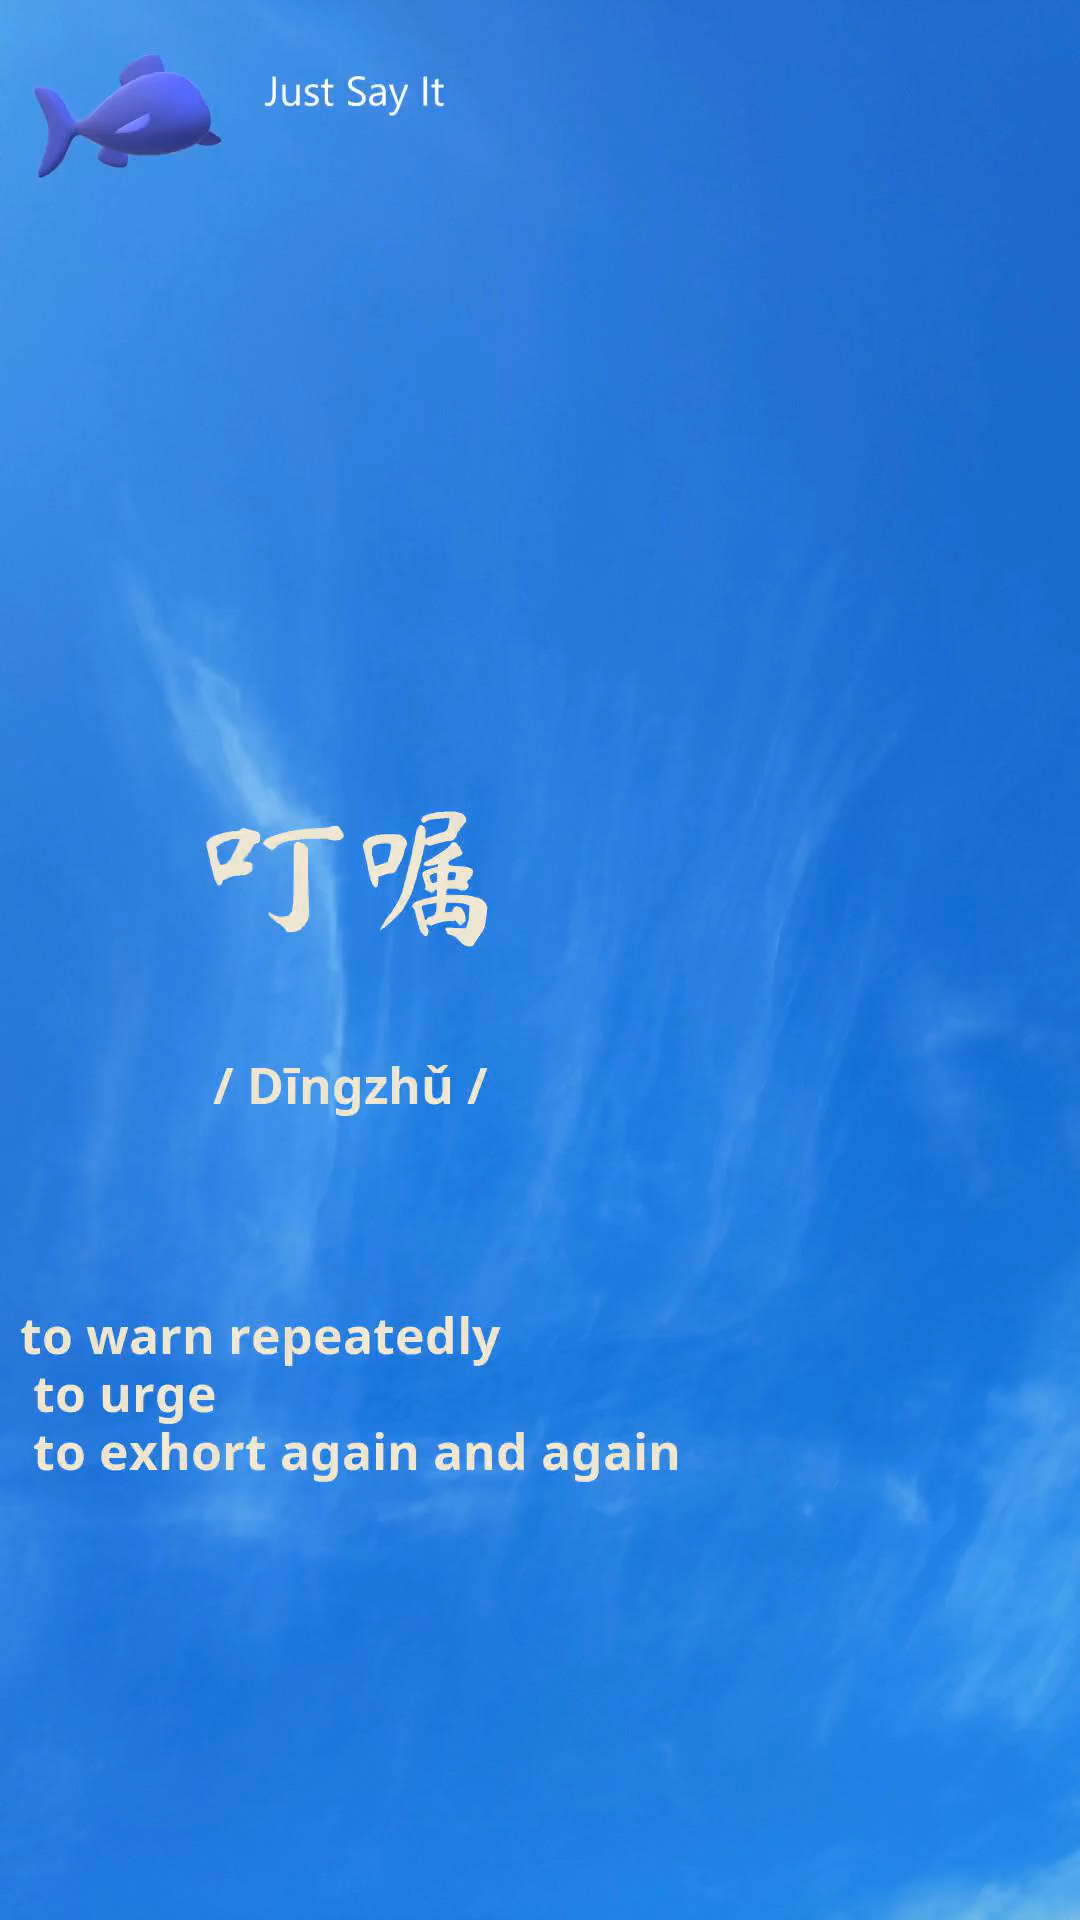 Just Say It
叮嘱
/ Dīngzhǔ /
to warn repeatedly
to urge
to exhort again and again